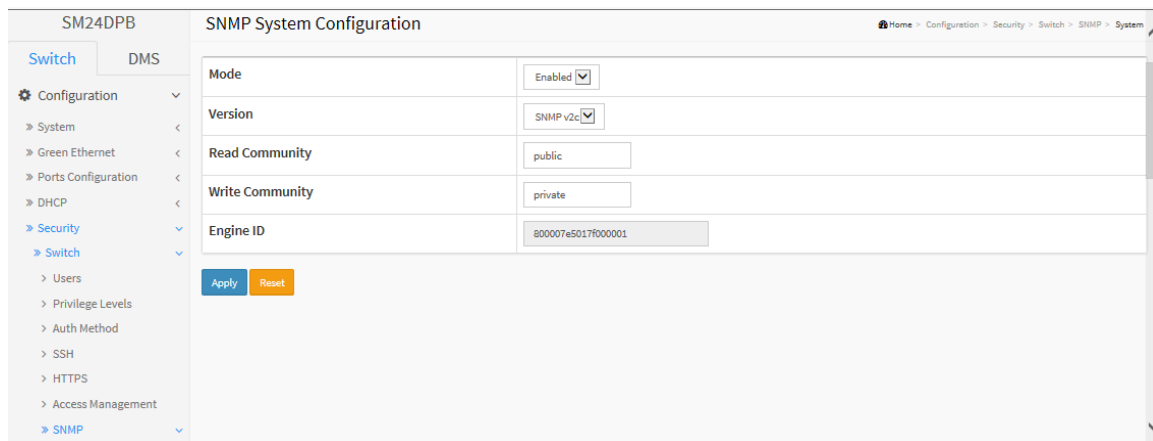 SM24DPB
Switch
DMS
Configuration
System
Green Ethernet
Ports Configuration
DHCP
Security
Switch
Users
Privilege Levels
Auth Method
SSH
HTTPS
Access Management
SNMP
SNMP System Configuration
Home > Configuration > Security > Switch > SNMP > System
Mode
Enabled
Version
SNMP v2c
Read Community
public
Write Community
private
Engine ID
800007e5017f000001
Apply
Reset